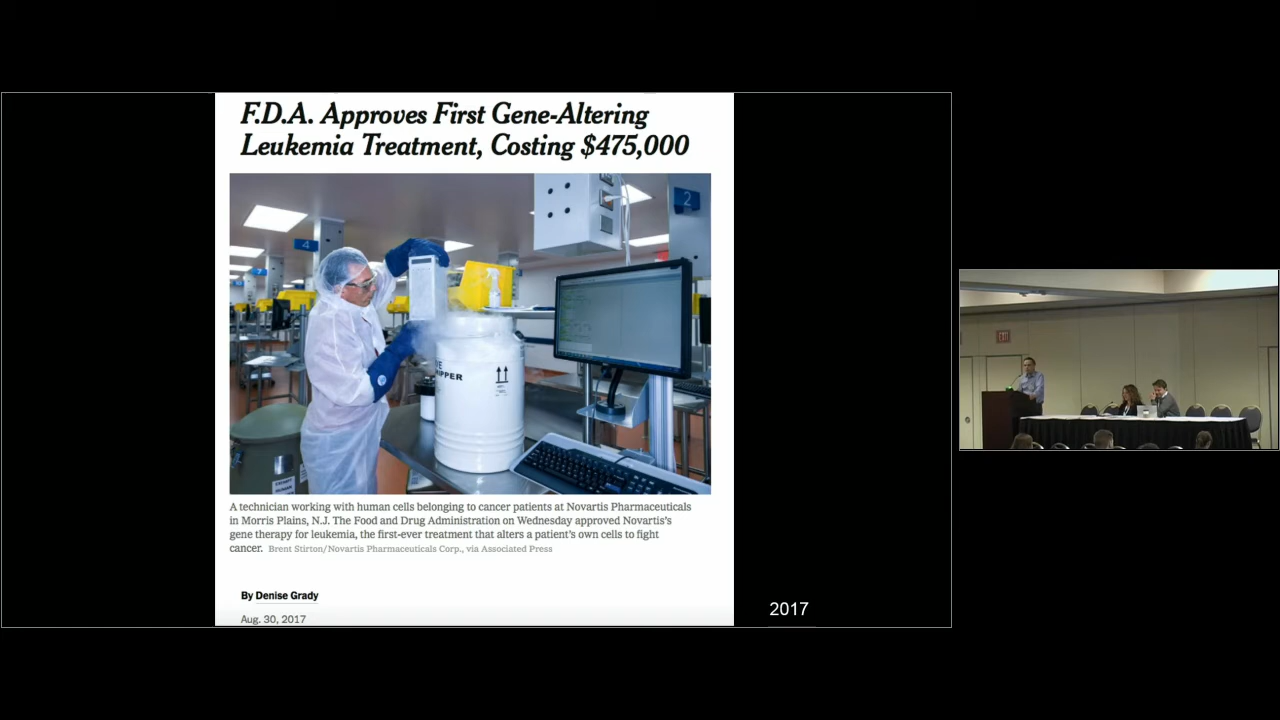 F.D.A. Approves First Gene-Altering
Leukemia Treatment, Costing $475,000
4
2
A technician working with human cells belonging to cancer patients at Novartis Pharmaceuticals
in Morris Plains, N.J. The Food and Drug Administration on Wednesday approved Novartis's
gene therapy for leukemia, the first-ever treatment that alters a patient's own cells to fight
cancer. Brent Stirton/Novartis Pharmaceuticals Corp., via Associated Press
By Denise Grady
Aug. 30, 2017
2017
EXIT